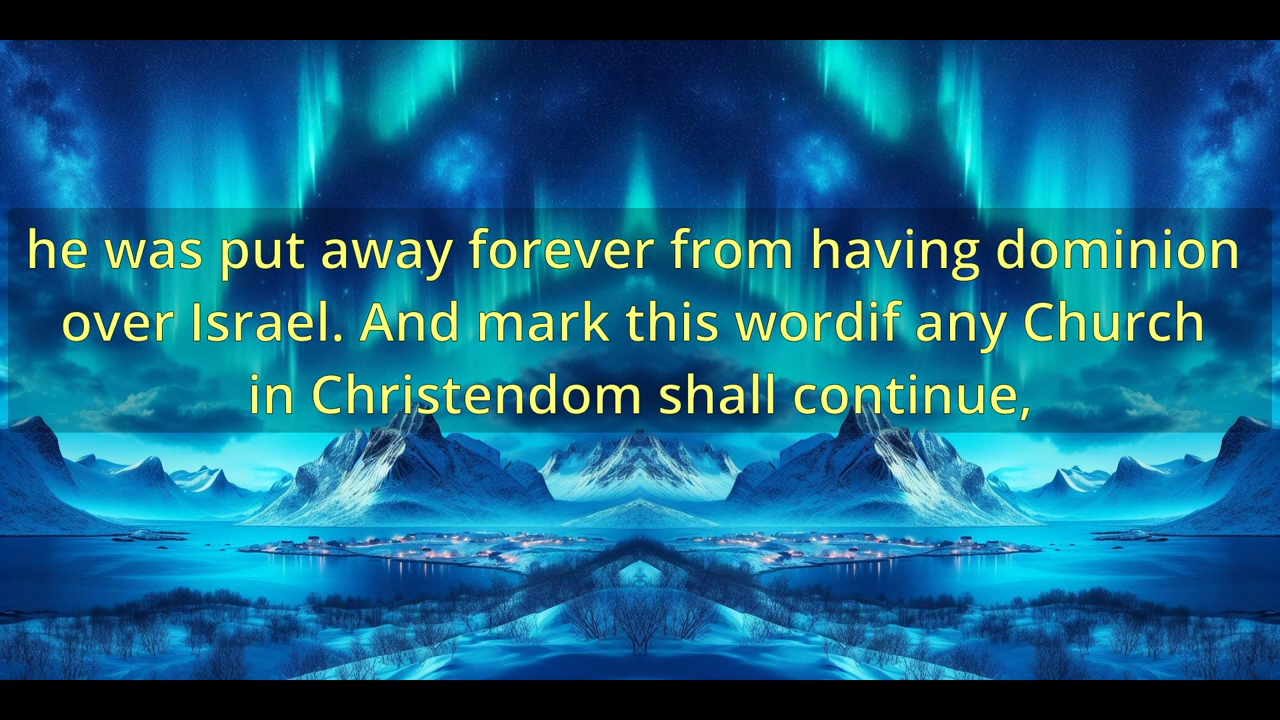 he was put away forever from having dominion
over Israel. And mark this wordif any Church
in Christendom shall continue,